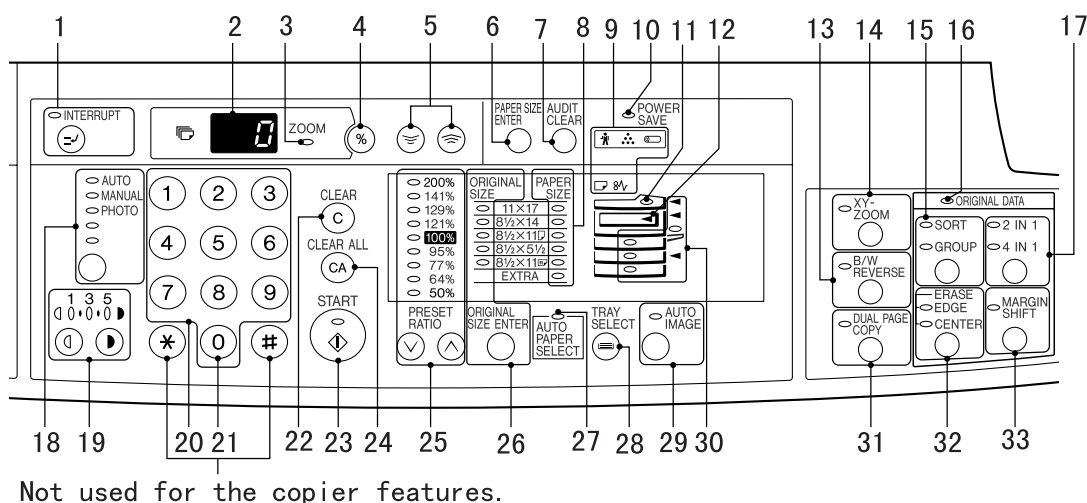 1 2 3 4 5 6 7 8 9 10 11 12 13 14 15 16 17
INTERRUPT
0
ZOOM
%
PAPER SIZE ENTER
AUDIT CLEAR
POWER SAVE
AUTO
MANUAL
PHOTO
1 3 5
1 2 3
4 5 6
7 8 9
* 0 #
CLEAR
C
CLEAR ALL
CA
START
200%
141%
129%
121%
100%
95%
77%
64%
50%
PRESET RATIO
ORIGINAL SIZE
PAPER SIZE
11×17
8½×14
8½×11
8½×5½
8½×11R
EXTRA
ORIGINAL SIZE ENTER
AUTO PAPER SELECT
TRAY SELECT
AUTO IMAGE
XY-ZOOM
B/W REVERSE
DUAL PAGE COPY
ORIGINAL DATA
SORT
GROUP
2 IN 1
4 IN 1
ERASE
EDGE
CENTER
MARGIN SHIFT
18 19 20 21 22 23 24 25 26 27 28 29 30 31 32 33
Not used for the copier features.